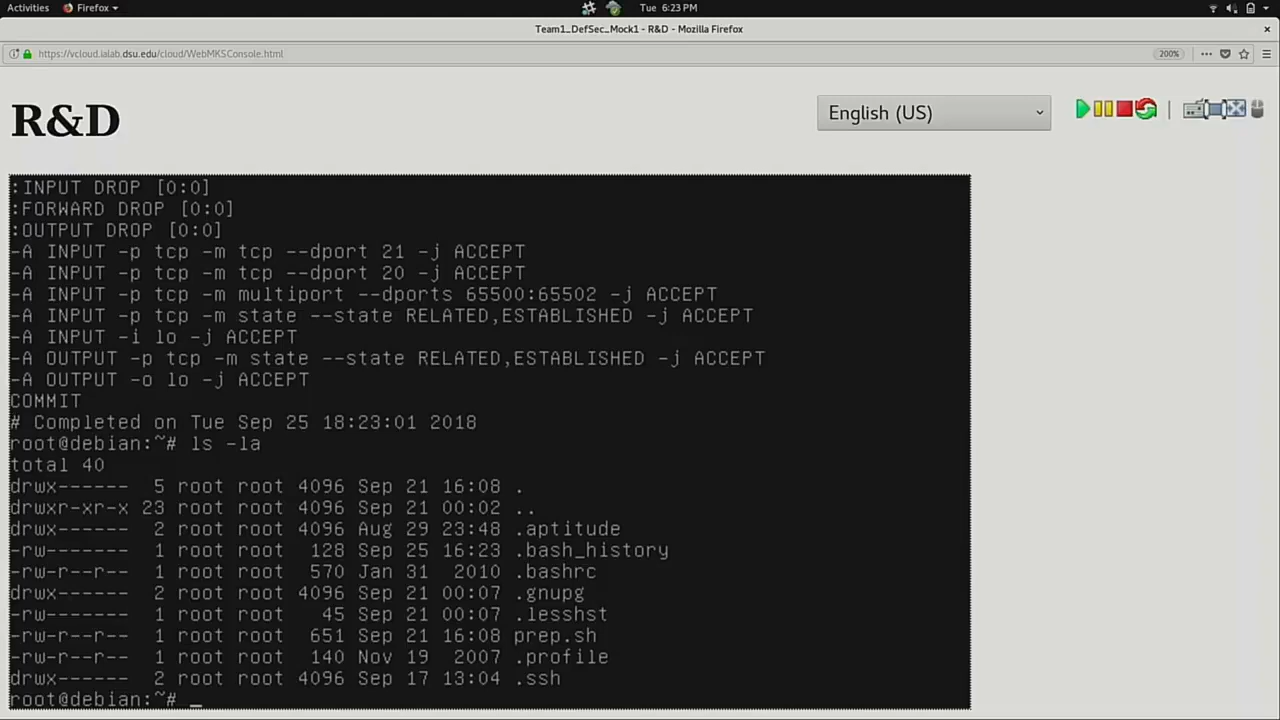 Activities Firefox Tue 6:23 PM
Team1_DefSec_Mock1 - R&D - Mozilla Firefox
https://vcloud.ialab.dsu.edu/cloud/WebMKSConsole.html 200%
R&D
English (US)
:INPUT DROP [0:0]
:FORWARD DROP [0:0]
:OUTPUT DROP [0:0]
-A INPUT -p tcp -m tcp --dport 21 -j ACCEPT
-A INPUT -p tcp -m tcp --dport 20 -j ACCEPT
-A INPUT -p tcp -m multiport --dports 65500:65502 -j ACCEPT
-A INPUT -p tcp -m state --state RELATED,ESTABLISHED -j ACCEPT
-A INPUT -i lo -j ACCEPT
-A OUTPUT -p tcp -m state --state RELATED,ESTABLISHED -j ACCEPT
-A OUTPUT -o lo -j ACCEPT
COMMIT
# Completed on Tue Sep 25 18:23:01 2018
root@debian:~# ls -la
total 40
drwx------ 5 root root 4096 Sep 21 16:08 .
drwxr-xr-x 23 root root 4096 Sep 21 00:02 ..
drwx------ 2 root root 4096 Aug 29 23:48 .aptitude
-rw------- 1 root root 128 Sep 25 16:23 .bash_history
-rw-r--r-- 1 root root 570 Jan 31 2010 .bashrc
drwx------ 2 root root 4096 Sep 21 00:07 .gnupg
-rw------- 1 root root 45 Sep 21 00:07 .lesshst
-rw-r--r-- 1 root root 651 Sep 21 16:08 prep.sh
-rw-r--r-- 1 root root 140 Nov 19 2007 .profile
drwx------ 2 root root 4096 Sep 17 13:04 .ssh
root@debian:~# _